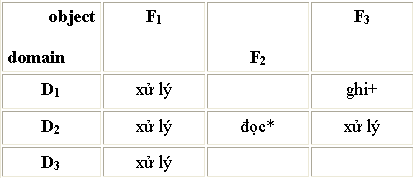 object F1 F3
domain F2
D1 xử lý ghi+
D2 xử lý đọc* xử lý
D3 xử lý